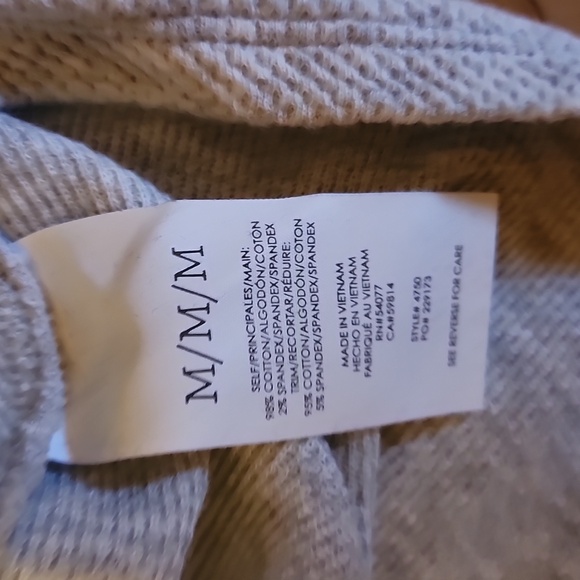 M/M/M
SELF/PRINCIPALES/MAIN:
98% COTTON/ALGODÓN/COTON
2% SPANDEX/SPANDEX/SPANDEX
TRIM/RECORTAR/RÉDUIRE:
95% COTTON/ALGODÓN/COTON
5% SPANDEX/SPANDEX/SPANDEX
MADE IN VIETNAM
HECHO EN VIETNAM
FABRIQUÉ AU VIETNAM
RN# 54077
CA#59814
STYLE# 4750
PO# 229173
SEE REVERSE FOR CARE